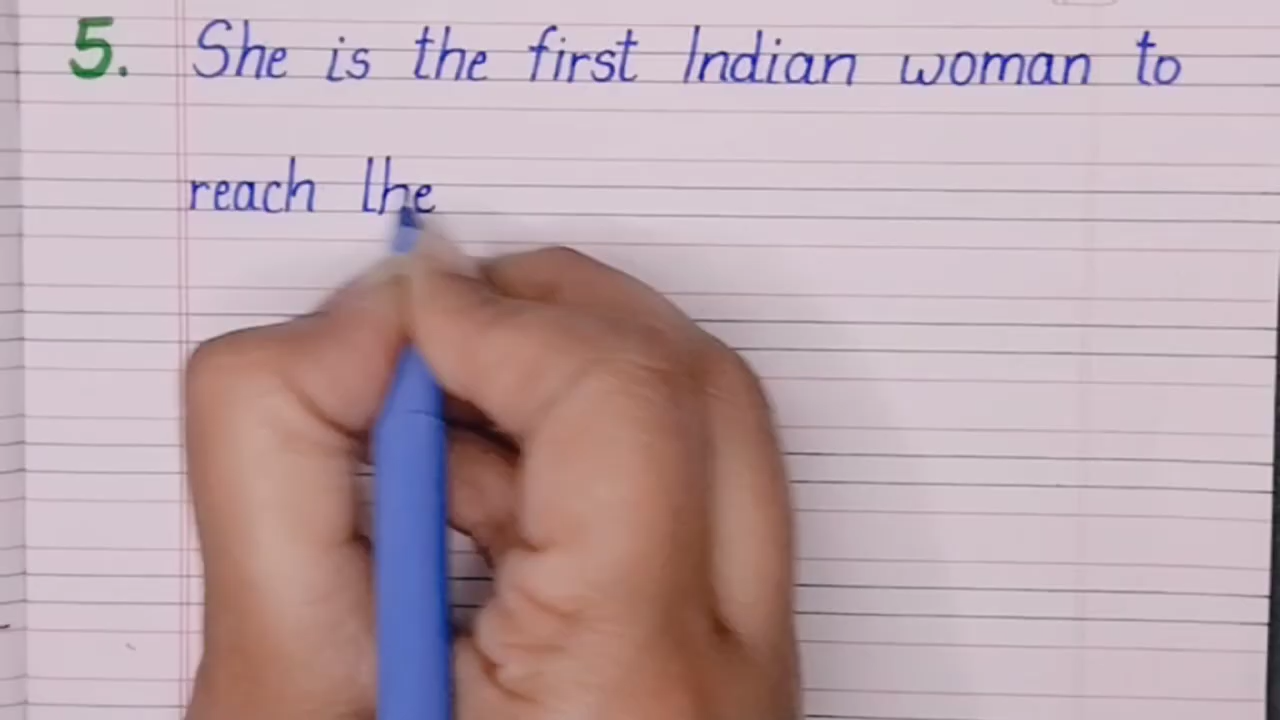 5. She is the first Indian woman to
reach the